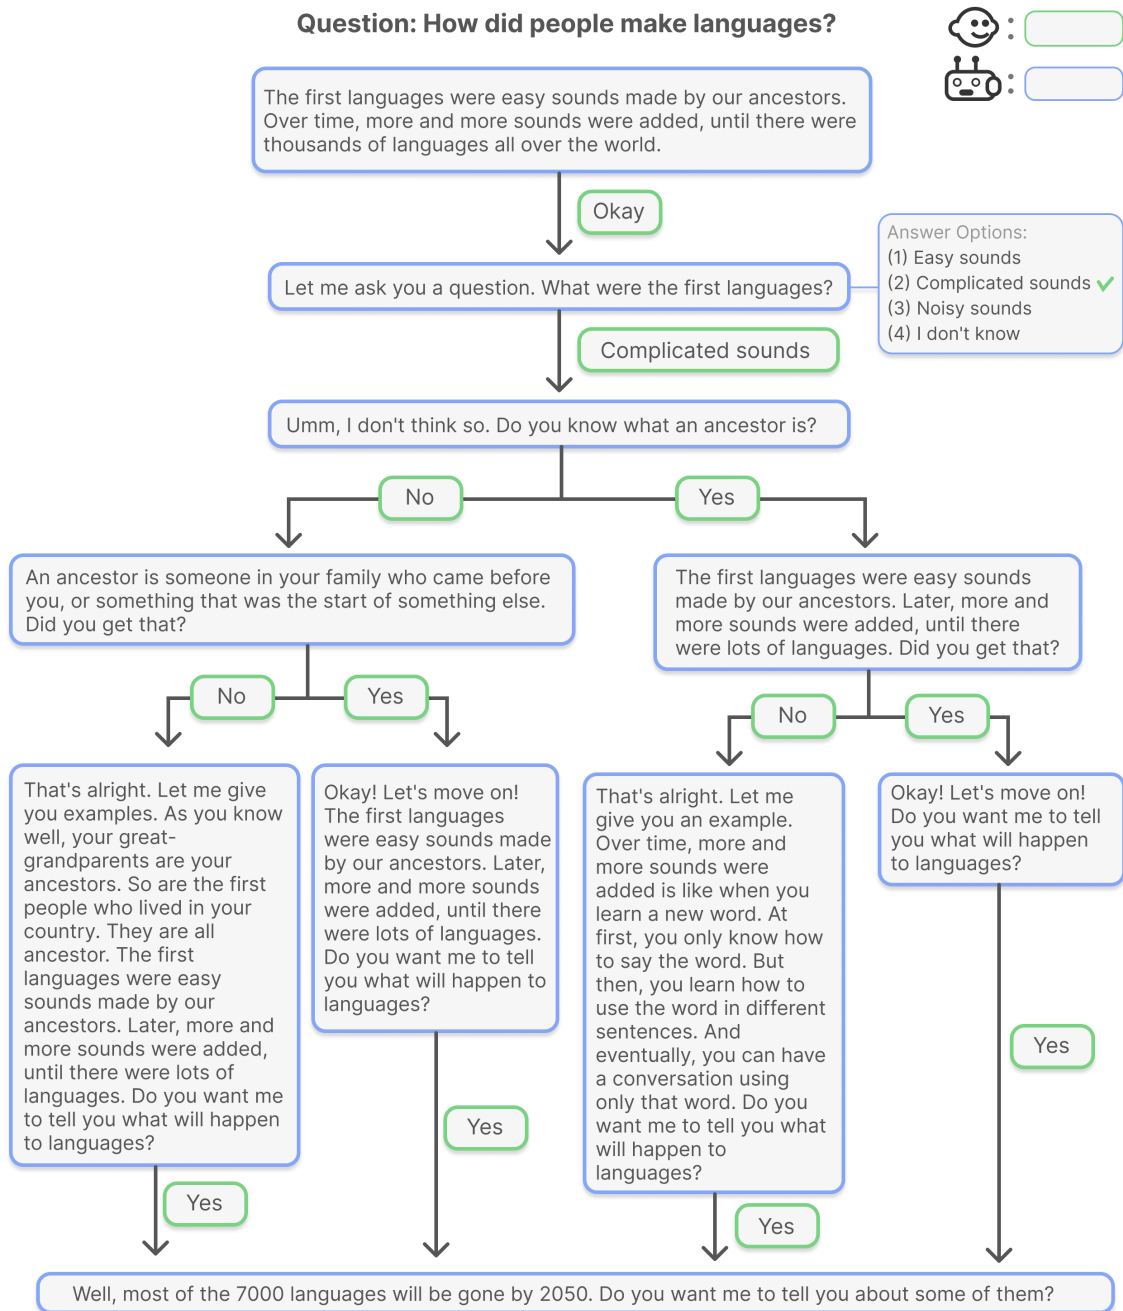 Question: How did people make languages?
:
:
The first languages were easy sounds made by our ancestors.
Over time, more and more sounds were added, until there were
thousands of languages all over the world.
Okay
Let me ask you a question. What were the first languages?
Answer Options:
(1) Easy sounds
(2) Complicated sounds
(3) Noisy sounds
(4) I don't know
Complicated sounds
Umm, I don't think so. Do you know what an ancestor is?
No
Yes
An ancestor is someone in your family who came before
you, or something that was the start of something else.
Did you get that?
The first languages were easy sounds
made by our ancestors. Later, more and
more sounds were added, until there
were lots of languages. Did you get that?
No
Yes
No
Yes
That's alright. Let me give
you examples. As you know
well, your great-
grandparents are your
ancestors. So are the first
people who lived in your
country. They are all
ancestor. The first
languages were easy
sounds made by our
ancestors. Later, more and
more sounds were added,
until there were lots of
languages. Do you want me
to tell you what will happen
to languages?
Okay! Let's move on!
The first languages
were easy sounds made
by our ancestors. Later,
more and more sounds
were added, until there
were lots of languages.
Do you want me to tell
you what will happen to
languages?
That's alright. Let me
give you an example.
Over time, more and
more sounds were
added is like when you
learn a new word. At
first, you only know how
to say the word. But
then, you learn how to
use the word in different
sentences. And
eventually, you can have
a conversation using
only that word. Do you
want me to tell you what
will happen to
languages?
Okay! Let's move on!
Do you want me to tell
you what will happen
to languages?
Yes
Yes
Yes
Yes
Well, most of the 7000 languages will be gone by 2050. Do you want me to tell you about some of them?